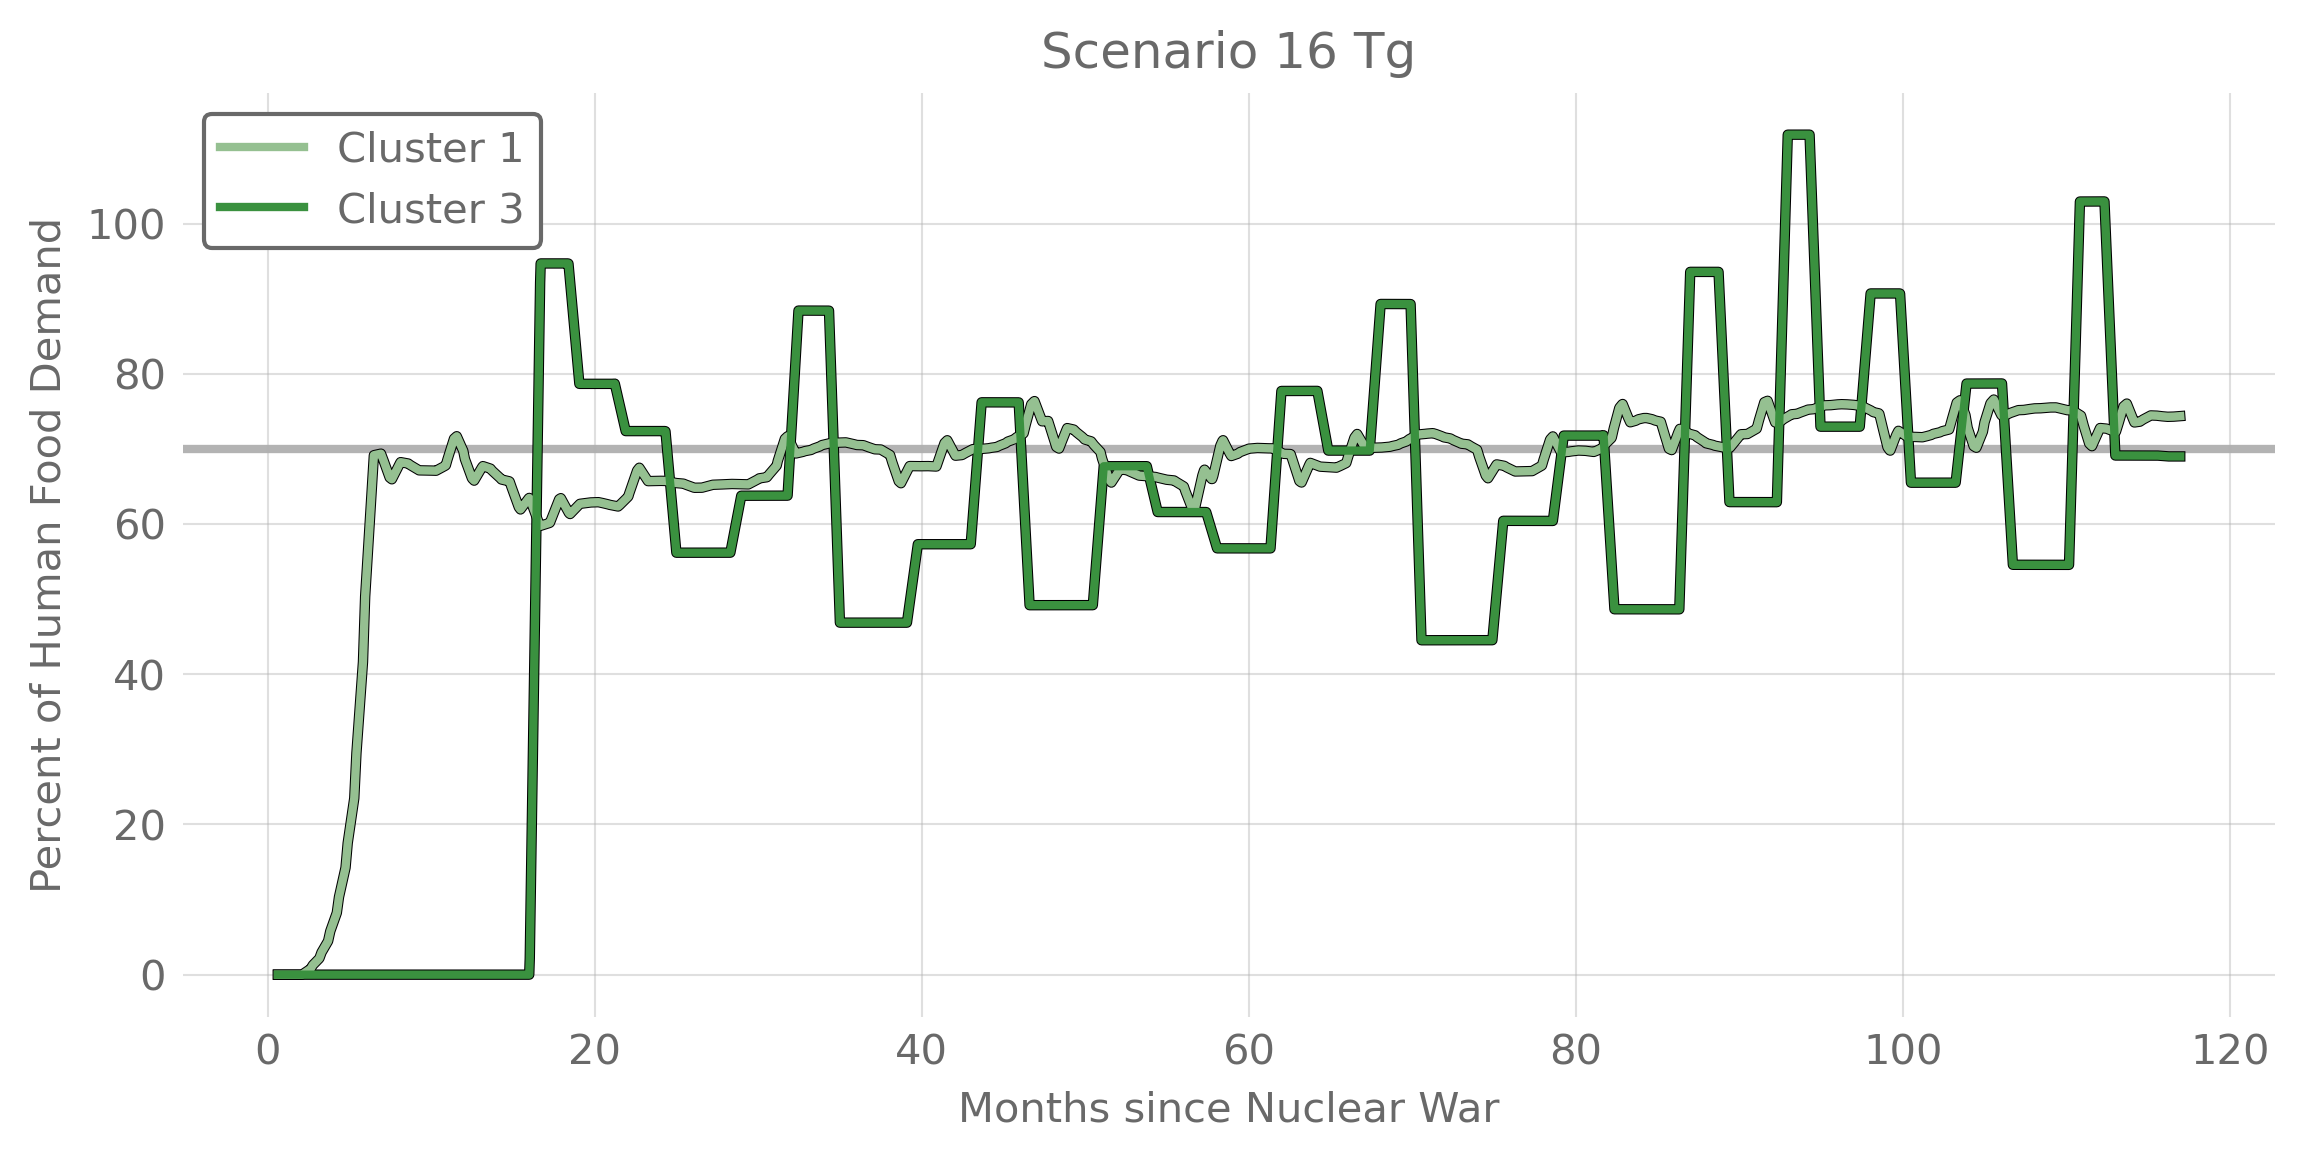 Scenario 16 Tg
Cluster 1
Cluster 3
Percent of Human Food Demand
100
80
60
40
20
0
0 20 40 60 80 100 120
Months since Nuclear War